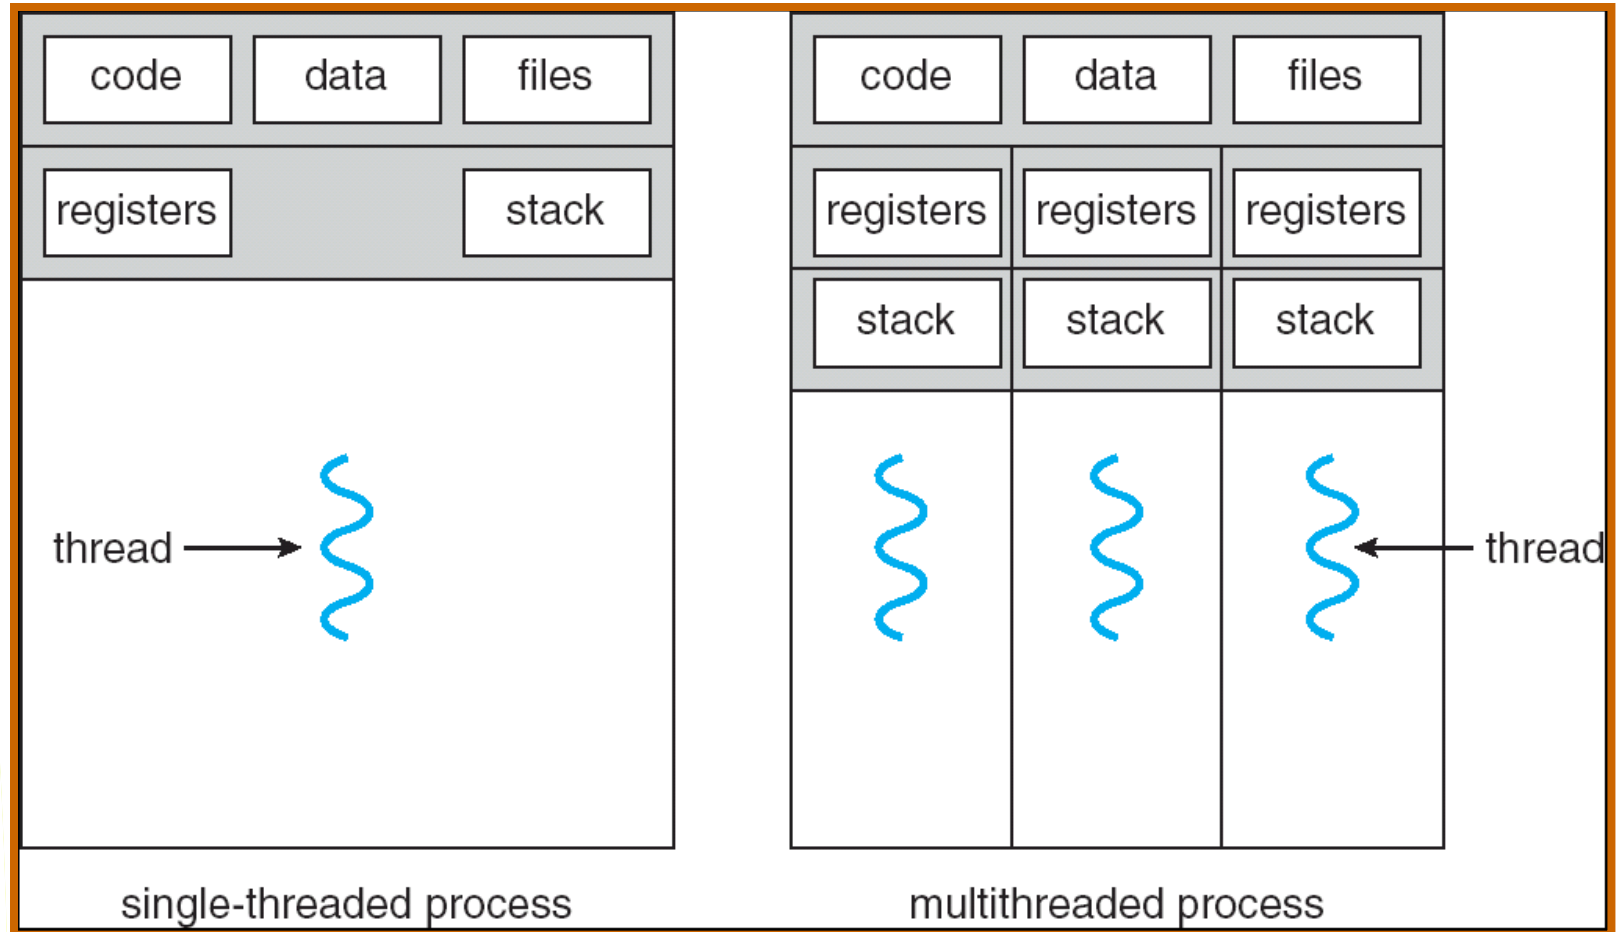 code data files
registers stack
thread
single-threaded process
code data files
registers registers registers
stack stack stack
thread
multithreaded process